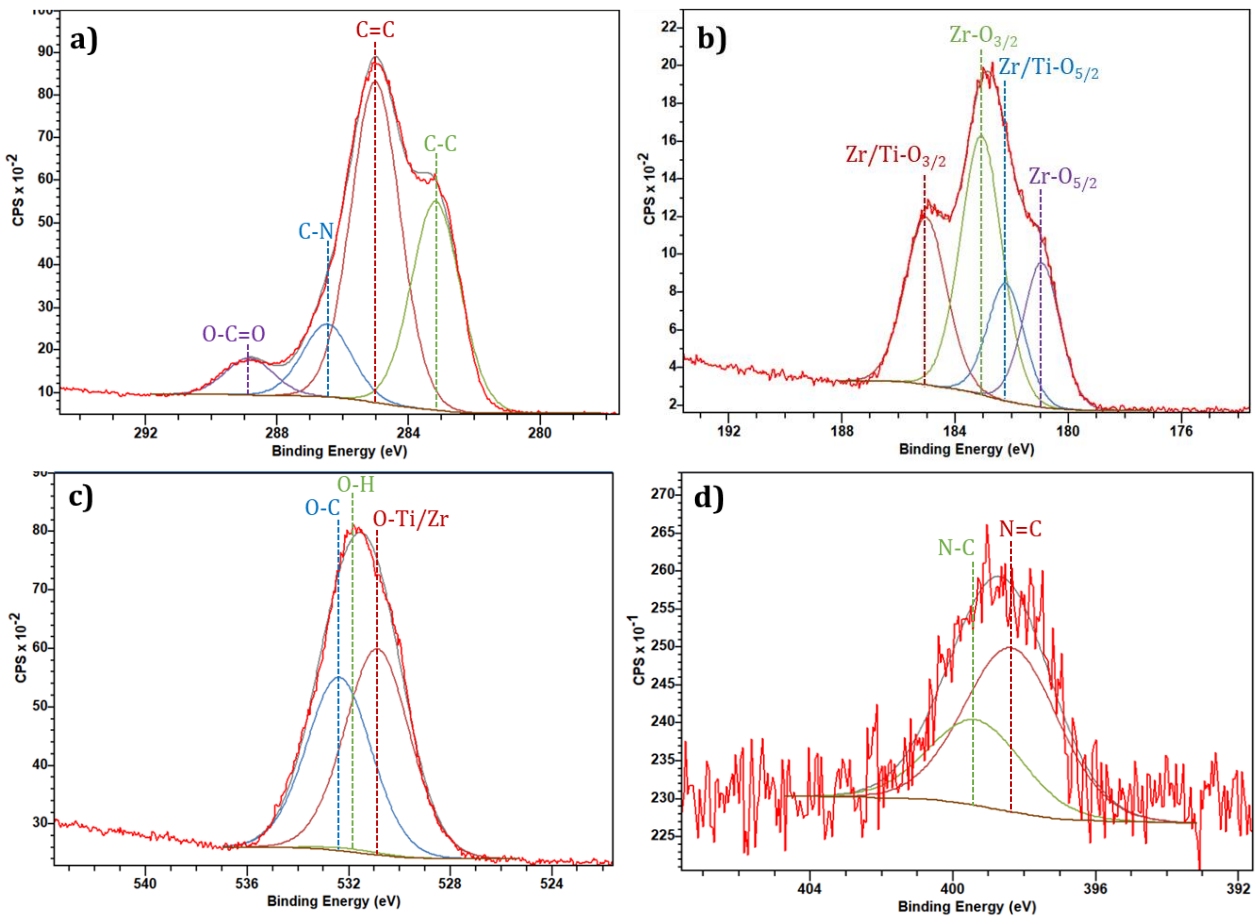 a)
C=C
C-C
C-N
O-C=O
CPS x 10⁻²
100
90
80
70
60
50
40
30
20
10
292 288 284 280
Binding Energy (eV)
b)
Zr-O₃/₂
Zr/Ti-O₅/₂
Zr/Ti-O₃/₂
Zr-O₅/₂
CPS x 10⁻²
22
20
18
16
14
12
10
8
6
4
2
192 188 184 180 176
Binding Energy (eV)
c)
O-H
O-C
O-Ti/Zr
CPS x 10⁻²
90
80
60
50
30
540 536 532 528 524
Binding Energy (eV)
d)
N=C
N-C
CPS x 10⁻¹
270
265
260
255
250
240
235
230
225
404 400 396 392
Binding Energy (eV)